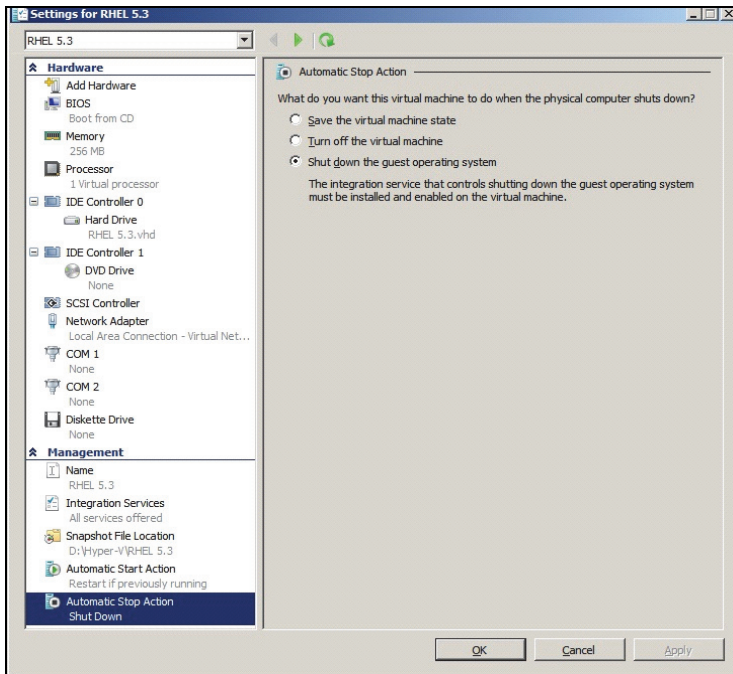 Settings for RHEL 5.3
RHEL 5.3
Hardware
Add Hardware
BIOS
Boot from CD
Memory
256 MB
Processor
1 Virtual processor
IDE Controller 0
Hard Drive
RHEL 5.3.vhd
IDE Controller 1
DVD Drive
None
SCSI Controller
Network Adapter
Local Area Connection - Virtual Net...
COM 1
None
COM 2
None
Diskette Drive
None
Management
Name
RHEL 5.3
Integration Services
All services offered
Snapshot File Location
D:\Hyper-V\RHEL 5.3
Automatic Start Action
Restart if previously running
Automatic Stop Action
Shut Down
Automatic Stop Action
What do you want this virtual machine to do when the physical computer shuts down?
Save the virtual machine state
Turn off the virtual machine
Shut down the guest operating system
The integration service that controls shutting down the guest operating system
must be installed and enabled on the virtual machine.
OK
Cancel
Apply